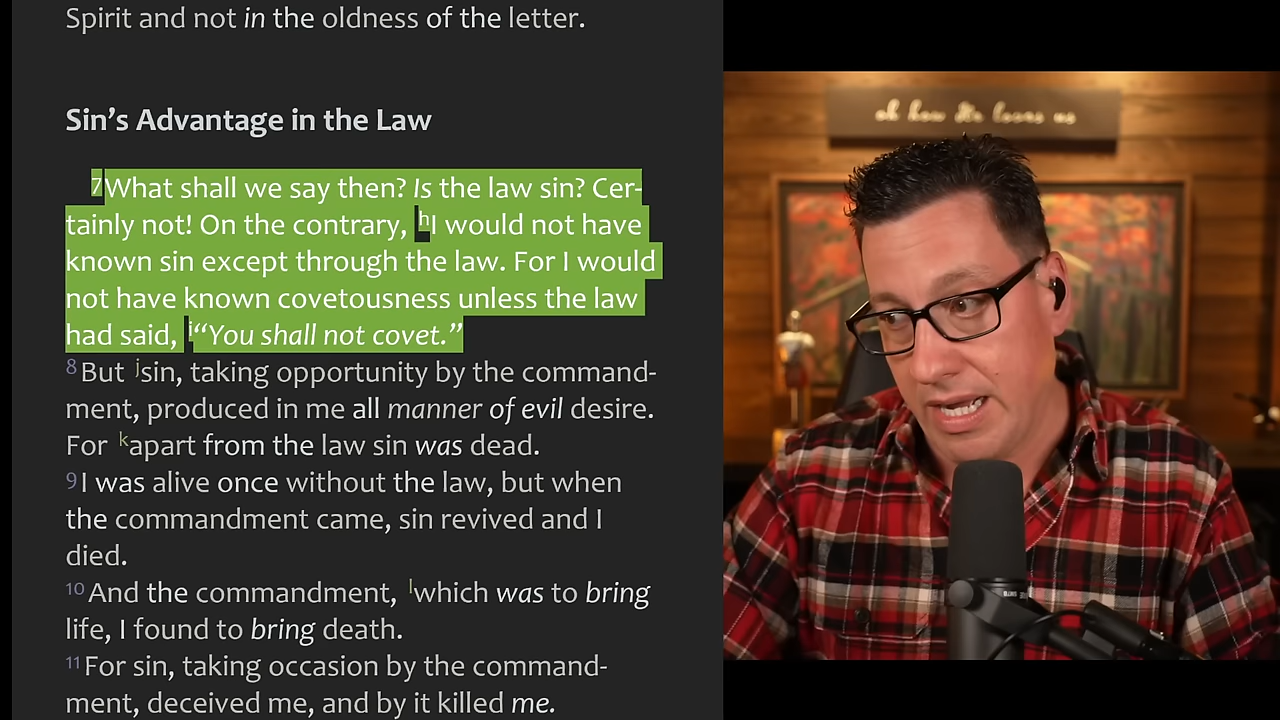 Spirit and not in the oldness of the letter.
Sin’s Advantage in the Law
7What shall we say then? Is the law sin? Cer-
tainly not! On the contrary, hI would not have
known sin except through the law. For I would
not have known covetousness unless the law
had said, i“You shall not covet.”
8But jsin, taking opportunity by the command-
ment, produced in me all manner of evil desire.
For kapart from the law sin was dead.
9I was alive once without the law, but when
the commandment came, sin revived and I
died.
10And the commandment, lwhich was to bring
life, I found to bring death.
11For sin, taking occasion by the command-
ment, deceived me, and by it killed me.
oh how He loves us